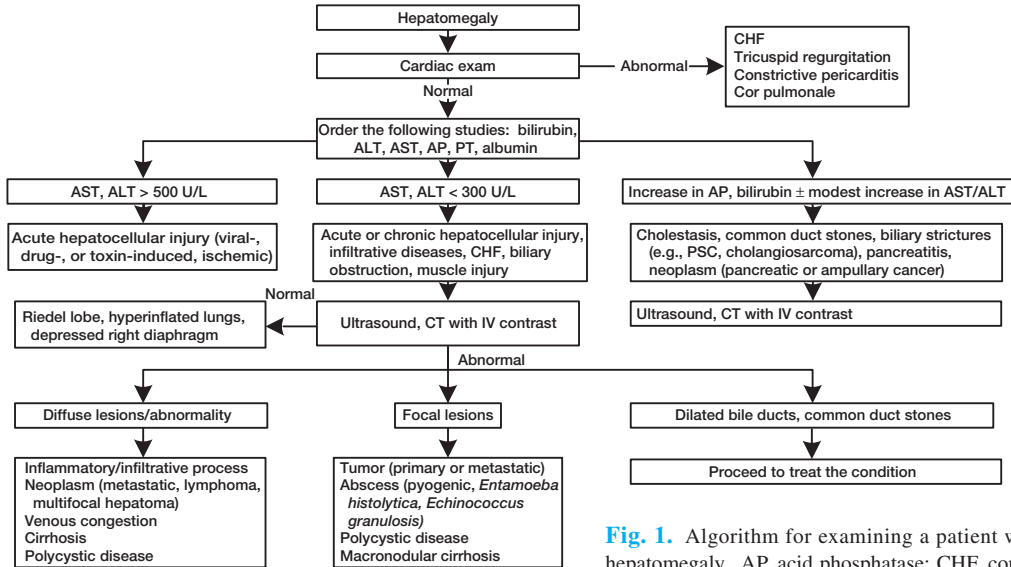 Hepatomegaly
Cardiac exam
Abnormal
CHF
Tricuspid regurgitation
Constrictive pericarditis
Cor pulmonale
Normal
Order the following studies: bilirubin,
ALT, AST, AP, PT, albumin
AST, ALT > 500 U/L
AST, ALT < 300 U/L
Increase in AP, bilirubin ± modest increase in AST/ALT
Acute hepatocellular injury (viral-,
drug-, or toxin-induced, ischemic)
Acute or chronic hepatocellular injury,
infiltrative diseases, CHF, biliary
obstruction, muscle injury
Cholestasis, common duct stones, biliary strictures
(e.g., PSC, cholangiosarcoma), pancreatitis,
neoplasm (pancreatic or ampullary cancer)
Normal
Riedel lobe, hyperinflated lungs,
depressed right diaphragm
Ultrasound, CT with IV contrast
Ultrasound, CT with IV contrast
Abnormal
Diffuse lesions/abnormality
Focal lesions
Dilated bile ducts, common duct stones
Inflammatory/infiltrative process
Neoplasm (metastatic, lymphoma,
multifocal hepatoma)
Venous congestion
Cirrhosis
Polycystic disease
Tumor (primary or metastatic)
Abscess (pyogenic, Entamoeba
histolytica, Echinococcus
granulosis)
Polycystic disease
Macronodular cirrhosis
Proceed to treat the condition
Fig. 1. Algorithm for examining a patient w
hepatomegaly. AP, acid phosphatase; CHF, con